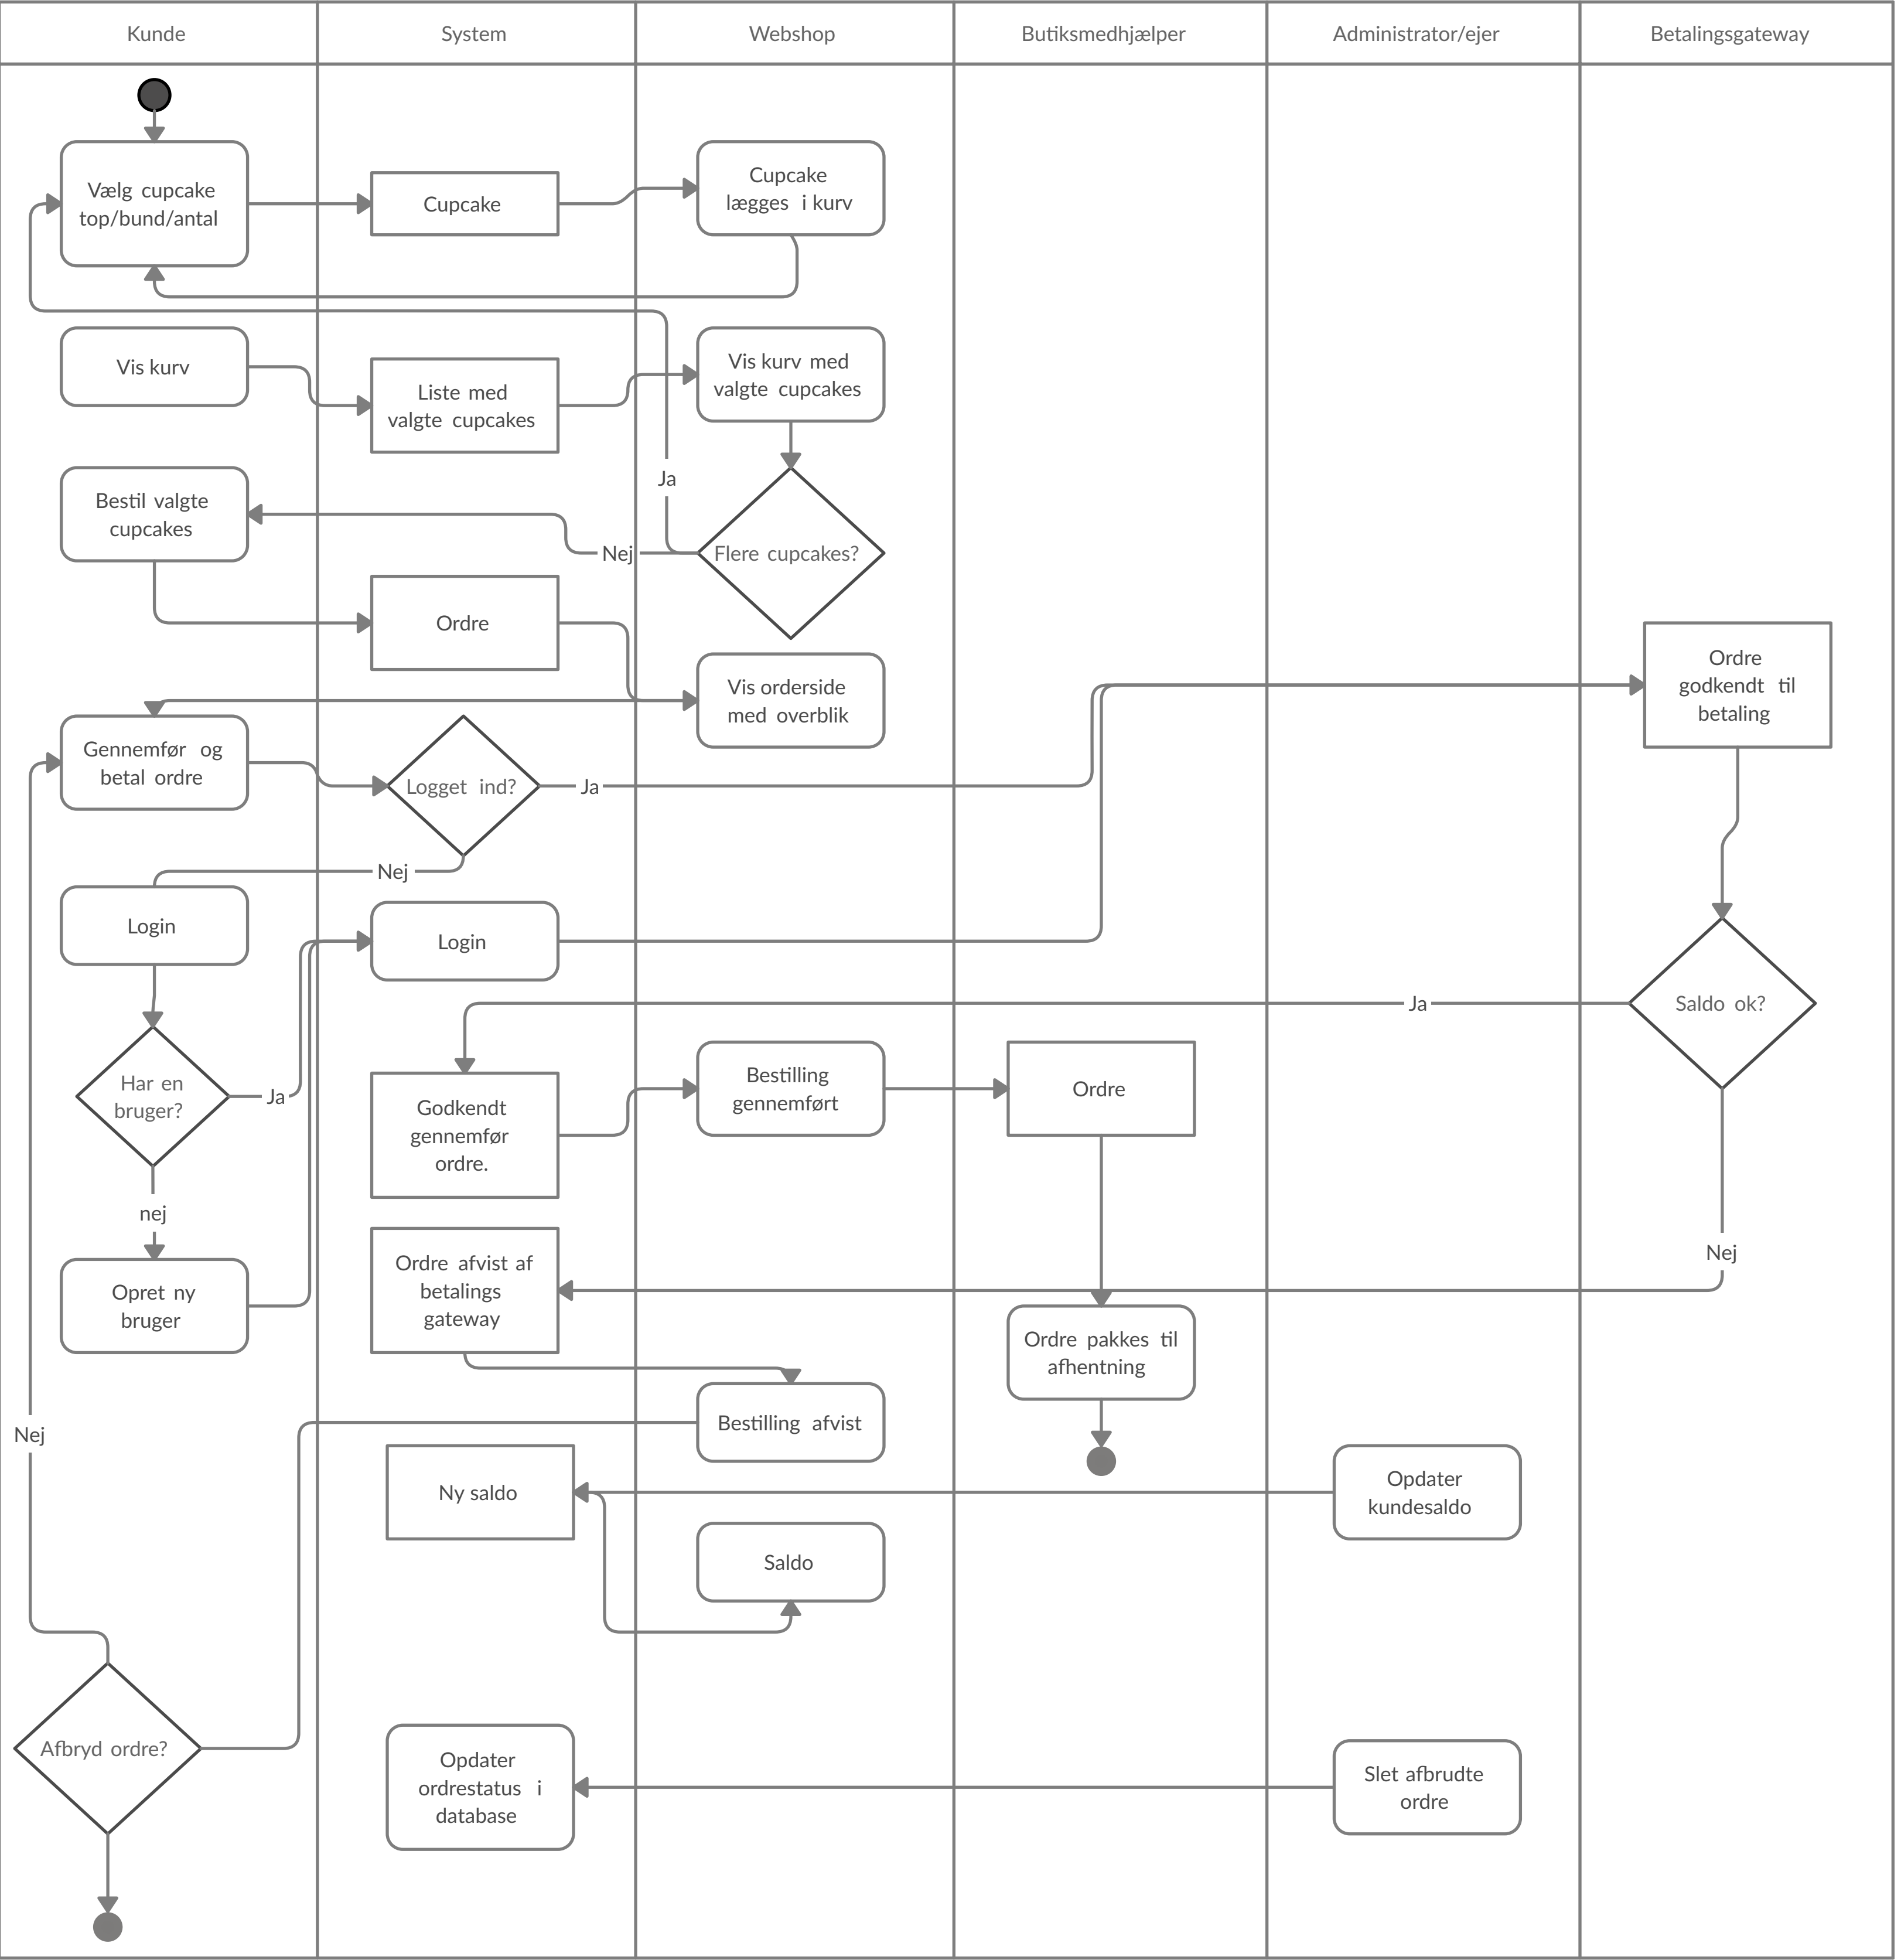 Kunde
System
Webshop
Butiksmedhjælper
Administrator/ejer
Betalingsgateway
Vælg cupcake
top/bund/antal
Cupcake
Cupcake
lægges i kurv
Vis kurv
Liste med
valgte cupcakes
Vis kurv med
valgte cupcakes
Ja
Bestil valgte
cupcakes
Nej
Flere cupcakes?
Ordre
Vis orderside
med overblik
Ordre
godkendt til
betaling
Gennemfør og
betal ordre
Logget ind?
Ja
Nej
Login
Login
Ja
Saldo ok?
Har en
bruger?
Ja
Godkendt
gennemfør
ordre.
Bestilling
gennemført
Ordre
nej
Opret ny
bruger
Ordre afvist af
betalings
gateway
Nej
Ordre pakkes til
afhentning
Nej
Bestilling afvist
Ny saldo
Opdater
kundesaldo
Saldo
Afbryd ordre?
Opdater
ordrestatus i
database
Slet afbrudte
ordre